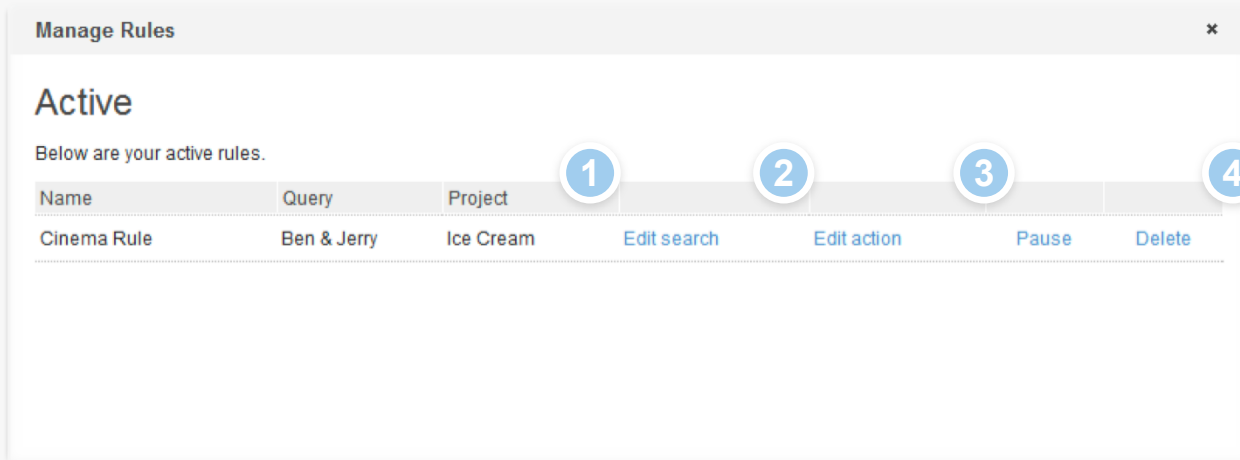 Manage Rules ×
Active
Below are your active rules.
1 2 3 4
Name Query Project
Cinema Rule Ben & Jerry Ice Cream Edit search Edit action Pause Delete